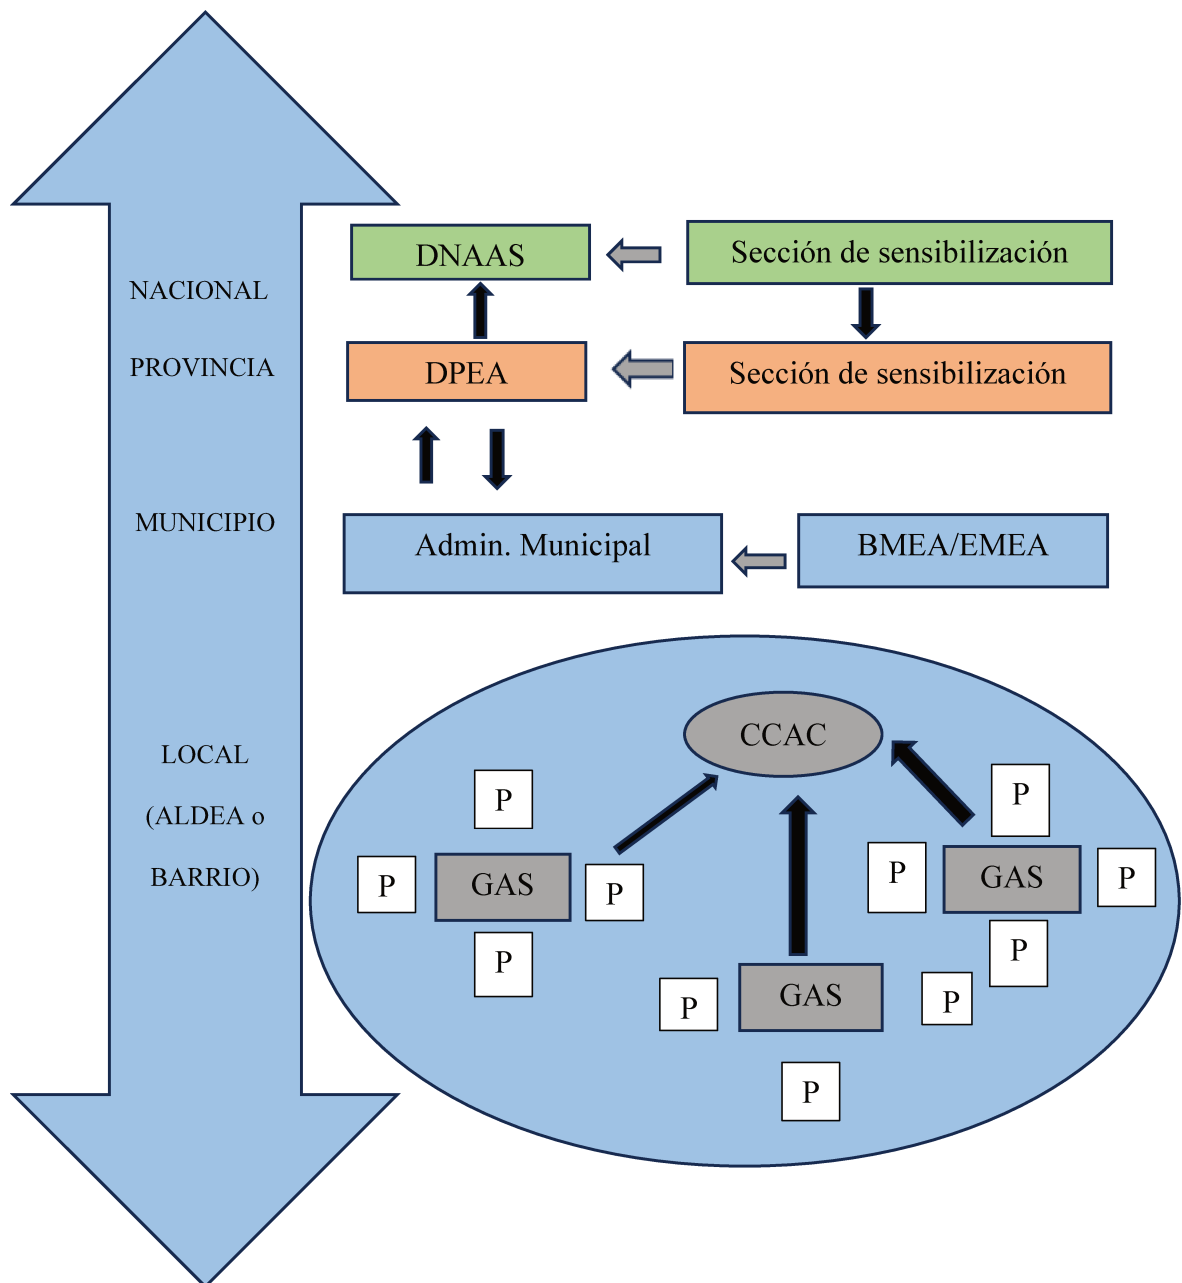 NACIONAL
DNAAS
Sección de sensibilización
PROVINCIA
DPEA
Sección de sensibilización
MUNICIPIO
Admin. Municipal
BMEA/EMEA
LOCAL
(ALDEA o
BARRIO)
CCAC
P
P
GAS
P
P
P
P
GAS
P
P
P
GAS
P
P